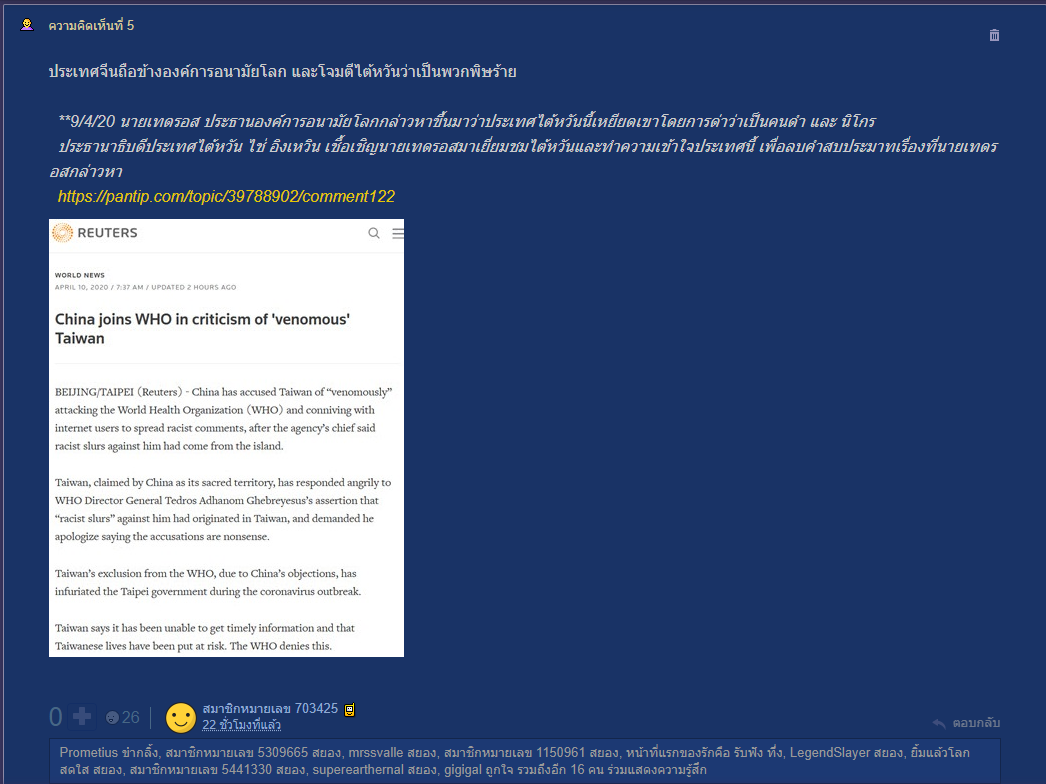 ความคิดเห็นที่ 5
ประเทศจีนถือข้างองค์การอนามัยโลก และโจมตีไต้หวันว่าเป็นพวกพิษร้าย
**9/4/20 นายเทดรอส ประธานองค์การอนามัยโลกกล่าวหาขึ้นมาว่าประเทศไต้หวันนี้เหยียดเขาโดยการด่าว่าเป็นคนดำ และ นิโกร
ประธานาธิบดีประเทศไต้หวัน ไช่ อิงเหวิน เชื้อเชิญนายเทดรอสมาเยี่ยมชมไต้หวันและทำความเข้าใจประเทศนี้ เพื่อลบคำสบประมาทเรื่องที่นายเทดร
อสกล่าวหา
https://pantip.com/topic/39788902/comment122
REUTERS
WORLD NEWS
APRIL 10, 2020 / 7:37 AM / UPDATED 2 HOURS AGO
China joins WHO in criticism of 'venomous'
Taiwan
BEIJING/TAIPEI (Reuters) - China has accused Taiwan of “venomously”
attacking the World Health Organization (WHO) and conniving with
internet users to spread racist comments, after the agency’s chief said
racist slurs against him had come from the island.
Taiwan, claimed by China as its sacred territory, has responded angrily to
WHO Director General Tedros Adhanom Ghebreyesus’s assertion that
“racist slurs” against him had originated in Taiwan, and demanded he
apologize saying the accusations are nonsense.
Taiwan’s exclusion from the WHO, due to China’s objections, has
infuriated the Taipei government during the coronavirus outbreak.
Taiwan says it has been unable to get timely information and that
Taiwanese lives have been put at risk. The WHO denies this.
0 26 สมาชิกหมายเลข 703425
22 ชั่วโมงที่แล้ว
ตอบกลับ
Prometius ขำกลิ้ง, สมาชิกหมายเลข 5309665 สยอง, mrssvalle สยอง, สมาชิกหมายเลข 1150961 สยอง, หน้าที่แรกของรักคือ รับฟัง ทึ่ง, LegendSlayer สยอง, ยิ้มแล้วโลก
สดใส สยอง, สมาชิกหมายเลข 5441330 สยอง, superearthernal สยอง, gigigal ถูกใจ รวมถึงอีก 16 คน ร่วมแสดงความรู้สึก